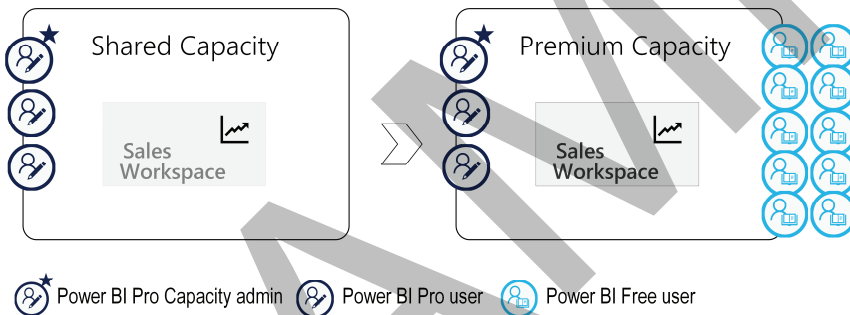 Shared Capacity
Premium Capacity
Sales
Workspace
Sales
Workspace
Power BI Pro Capacity admin
Power BI Pro user
Power BI Free user